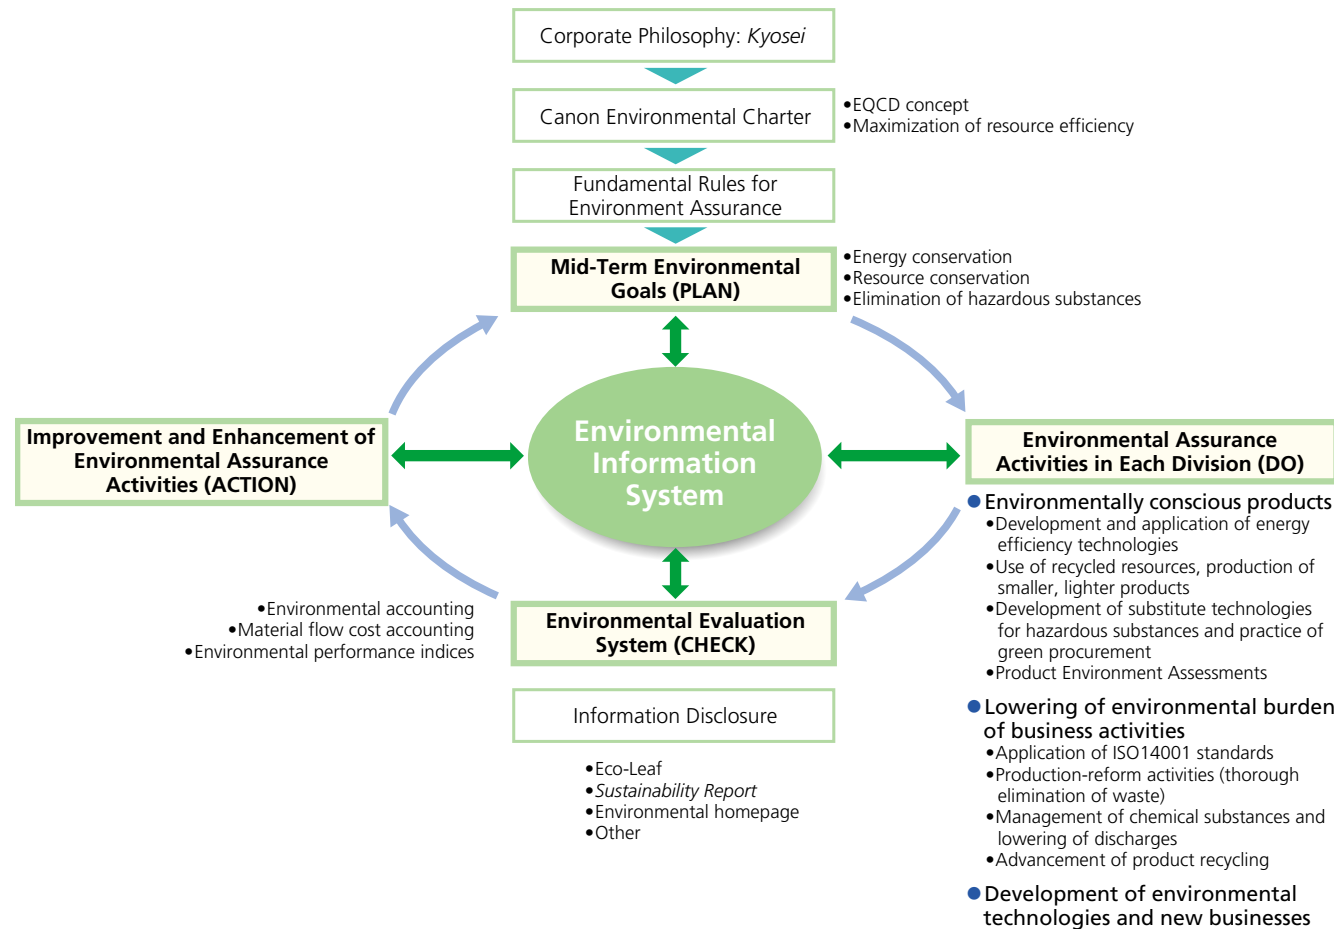 Corporate Philosophy: Kyosei
Canon Environmental Charter
•EQCD concept
•Maximization of resource efficiency
Fundamental Rules for
Environment Assurance
Mid-Term Environmental
Goals (PLAN)
•Energy conservation
•Resource conservation
•Elimination of hazardous substances
Improvement and Enhancement of
Environmental Assurance
Activities (ACTION)
Environmental
Information
System
Environmental Assurance
Activities in Each Division (DO)
●Environmentally conscious products
•Development and application of energy
efficiency technologies
•Use of recycled resources, production of
smaller, lighter products
•Development of substitute technologies
for hazardous substances and practice of
green procurement
•Product Environment Assessments
●Lowering of environmental burden
of business activities
•Application of ISO14001 standards
•Production-reform activities (thorough
elimination of waste)
•Management of chemical substances and
lowering of discharges
•Advancement of product recycling
●Development of environmental
technologies and new businesses
•Environmental accounting
•Material flow cost accounting
•Environmental performance indices
Environmental Evaluation
System (CHECK)
Information Disclosure
•Eco-Leaf
•Sustainability Report
•Environmental homepage
•Other